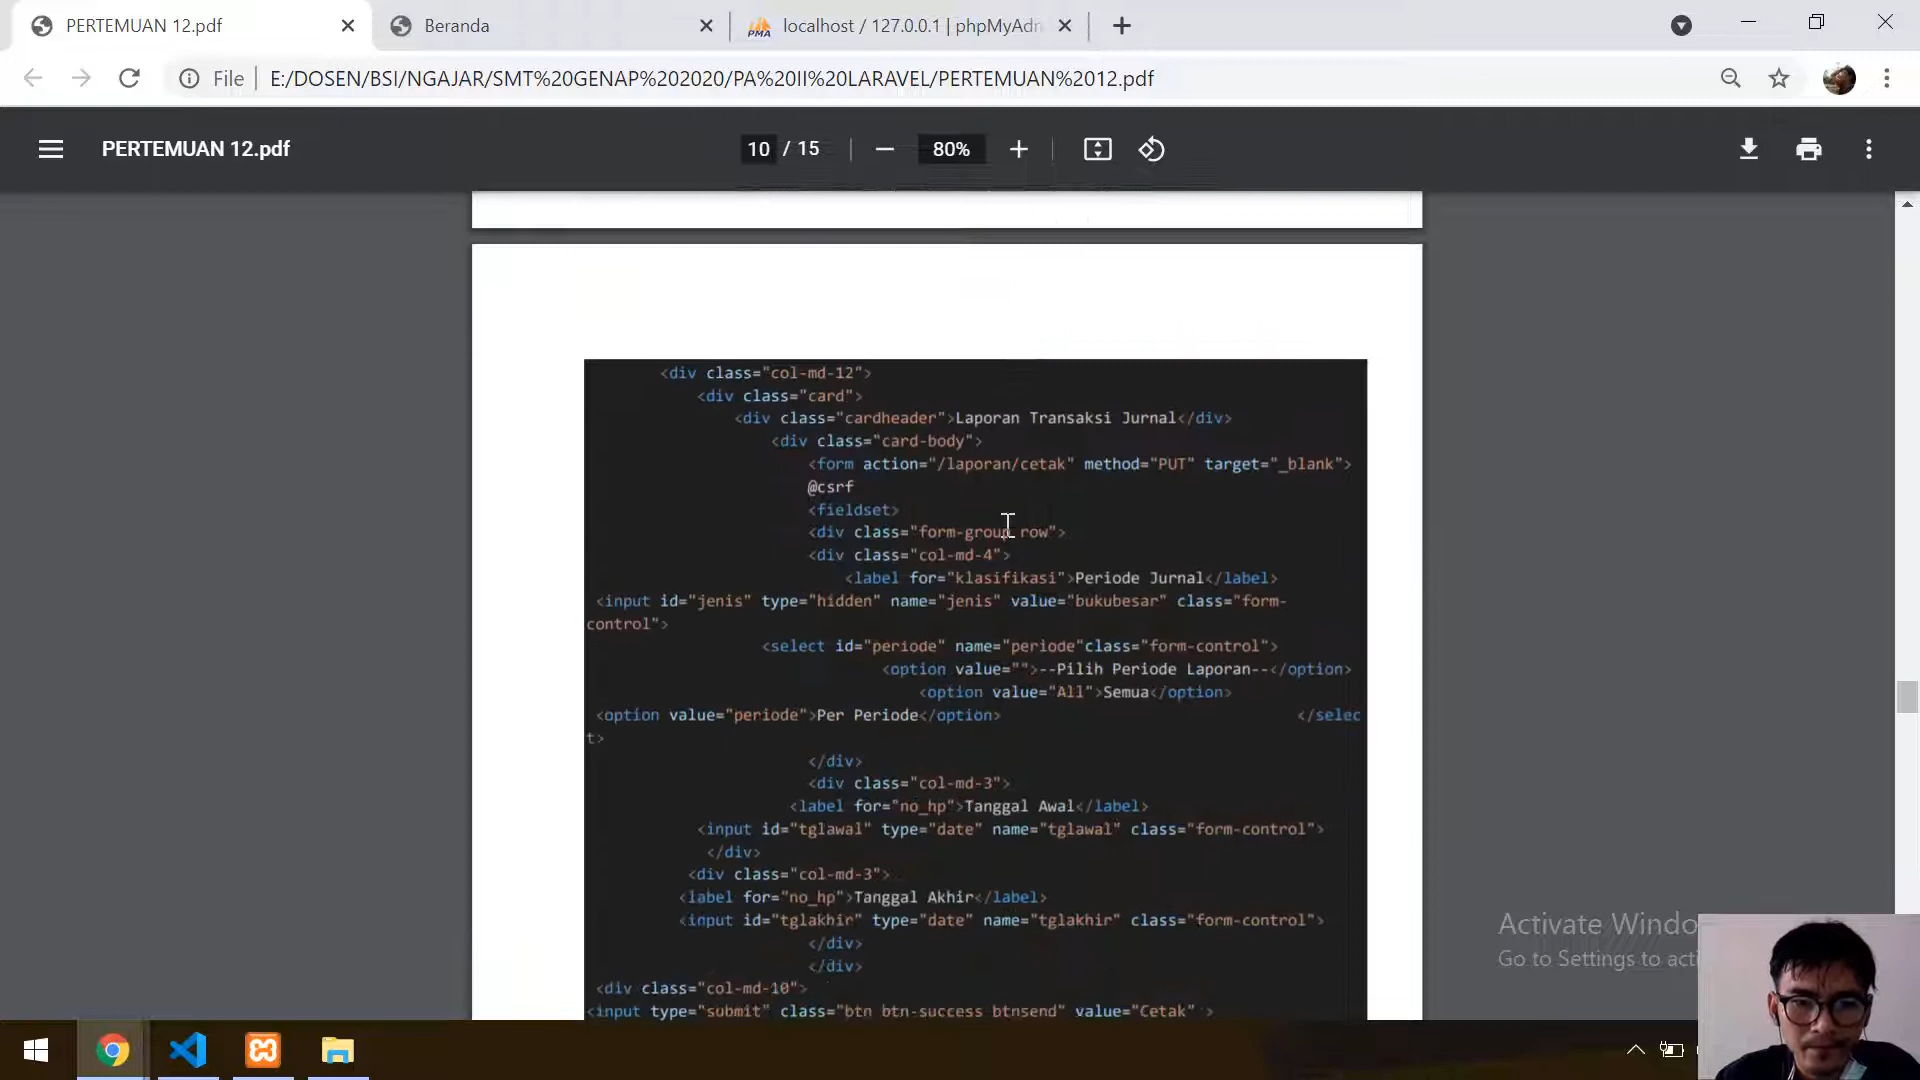 PERTEMUAN 12.pdf
Beranda
localhost / 127.0.0.1 | phpMyAdn
File
E:/DOSEN/BSI/NGAJAR/SMT%20GENAP%202020/PA%20II%20LARAVEL/PERTEMUAN%2012.pdf
PERTEMUAN 12.pdf
10 / 15
80%
<div class="col-md-12">
<div class="card">
<div class="cardheader">Laporan Transaksi Jurnal</div>
<div class="card-body">
<form action="/laporan/cetak" method="PUT" target="_blank">
@csrf
<fieldset>
<div class="form-group row">
<div class="col-md-4">
<label for="klasifikasi">Periode Jurnal</label>
<input id="jenis" type="hidden" name="jenis" value="bukubesar" class="form-
control">
<select id="periode" name="periode"class="form-control">
<option value="">--Pilih Periode Laporan--</option>
<option value="All">Semua</option>
<option value="periode">Per Periode</option> </selec
t>
</div>
<div class="col-md-3">
<label for="no_hp">Tanggal Awal</label>
<input id="tglawal" type="date" name="tglawal" class="form-control">
</div>
<div class="col-md-3">
<label for="no_hp">Tanggal Akhir</label>
<input id="tglakhir" type="date" name="tglakhir" class="form-control">
</div>
</div>
<div class="col-md-10">
<input type="submit" class="btn btn-success btnsend" value="Cetak" >
Activate Windo
Go to Settings to acti